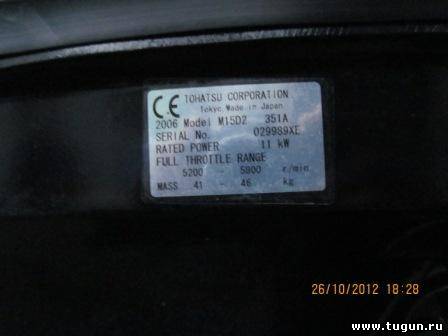 CE TOHATSU CORPORATION
Tokyo, Made in Japan
2006 Model M15D2 351A
SERIAL No. 029989XE
RATED POWER 11 kW
FULL THROTTLE RANGE
5200 - 5800 r/min
MASS 41 - 46 kg
26/10/2012 18:28
www.tugun.ru